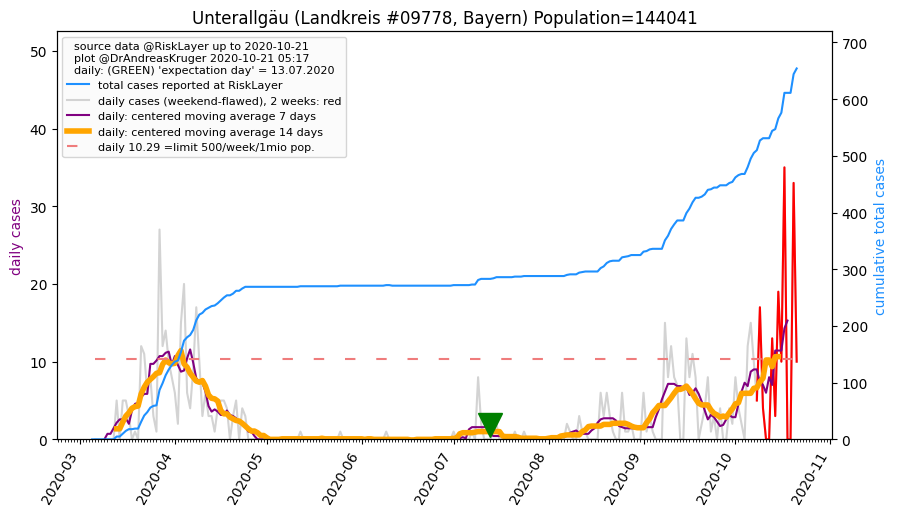 Unterallgäu (Landkreis #09778, Bayern) Population=144041
source data @RiskLayer up to 2020-10-21
plot @DrAndreasKruger 2020-10-21 05:17
daily: (GREEN) 'expectation day' = 13.07.2020
total cases reported at RiskLayer
daily cases (weekend-flawed), 2 weeks: red
daily: centered moving average 7 days
daily: centered moving average 14 days
daily 10.29 =limit 500/week/1mio pop.
daily cases
50
40
30
20
10
0
cumulative total cases
700
600
500
400
300
200
100
0
2020-03
2020-04
2020-05
2020-06
2020-07
2020-08
2020-09
2020-10
2020-11